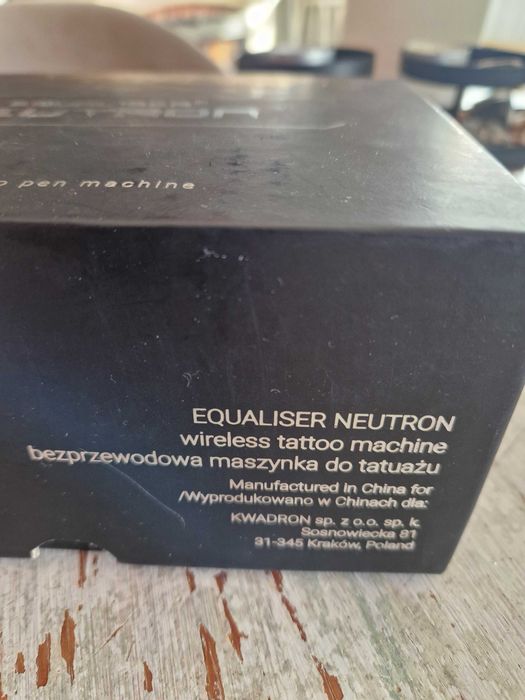 pen machine
EQUALISER NEUTRON
wireless tattoo machine
bezprzewodowa maszynka do tatuażu
Manufactured in China for
/Wyprodukowano w Chinach dla:
KWADRON sp. z o.o. sp. k.
Sosnowiecka 81
31-345 Kraków, Poland